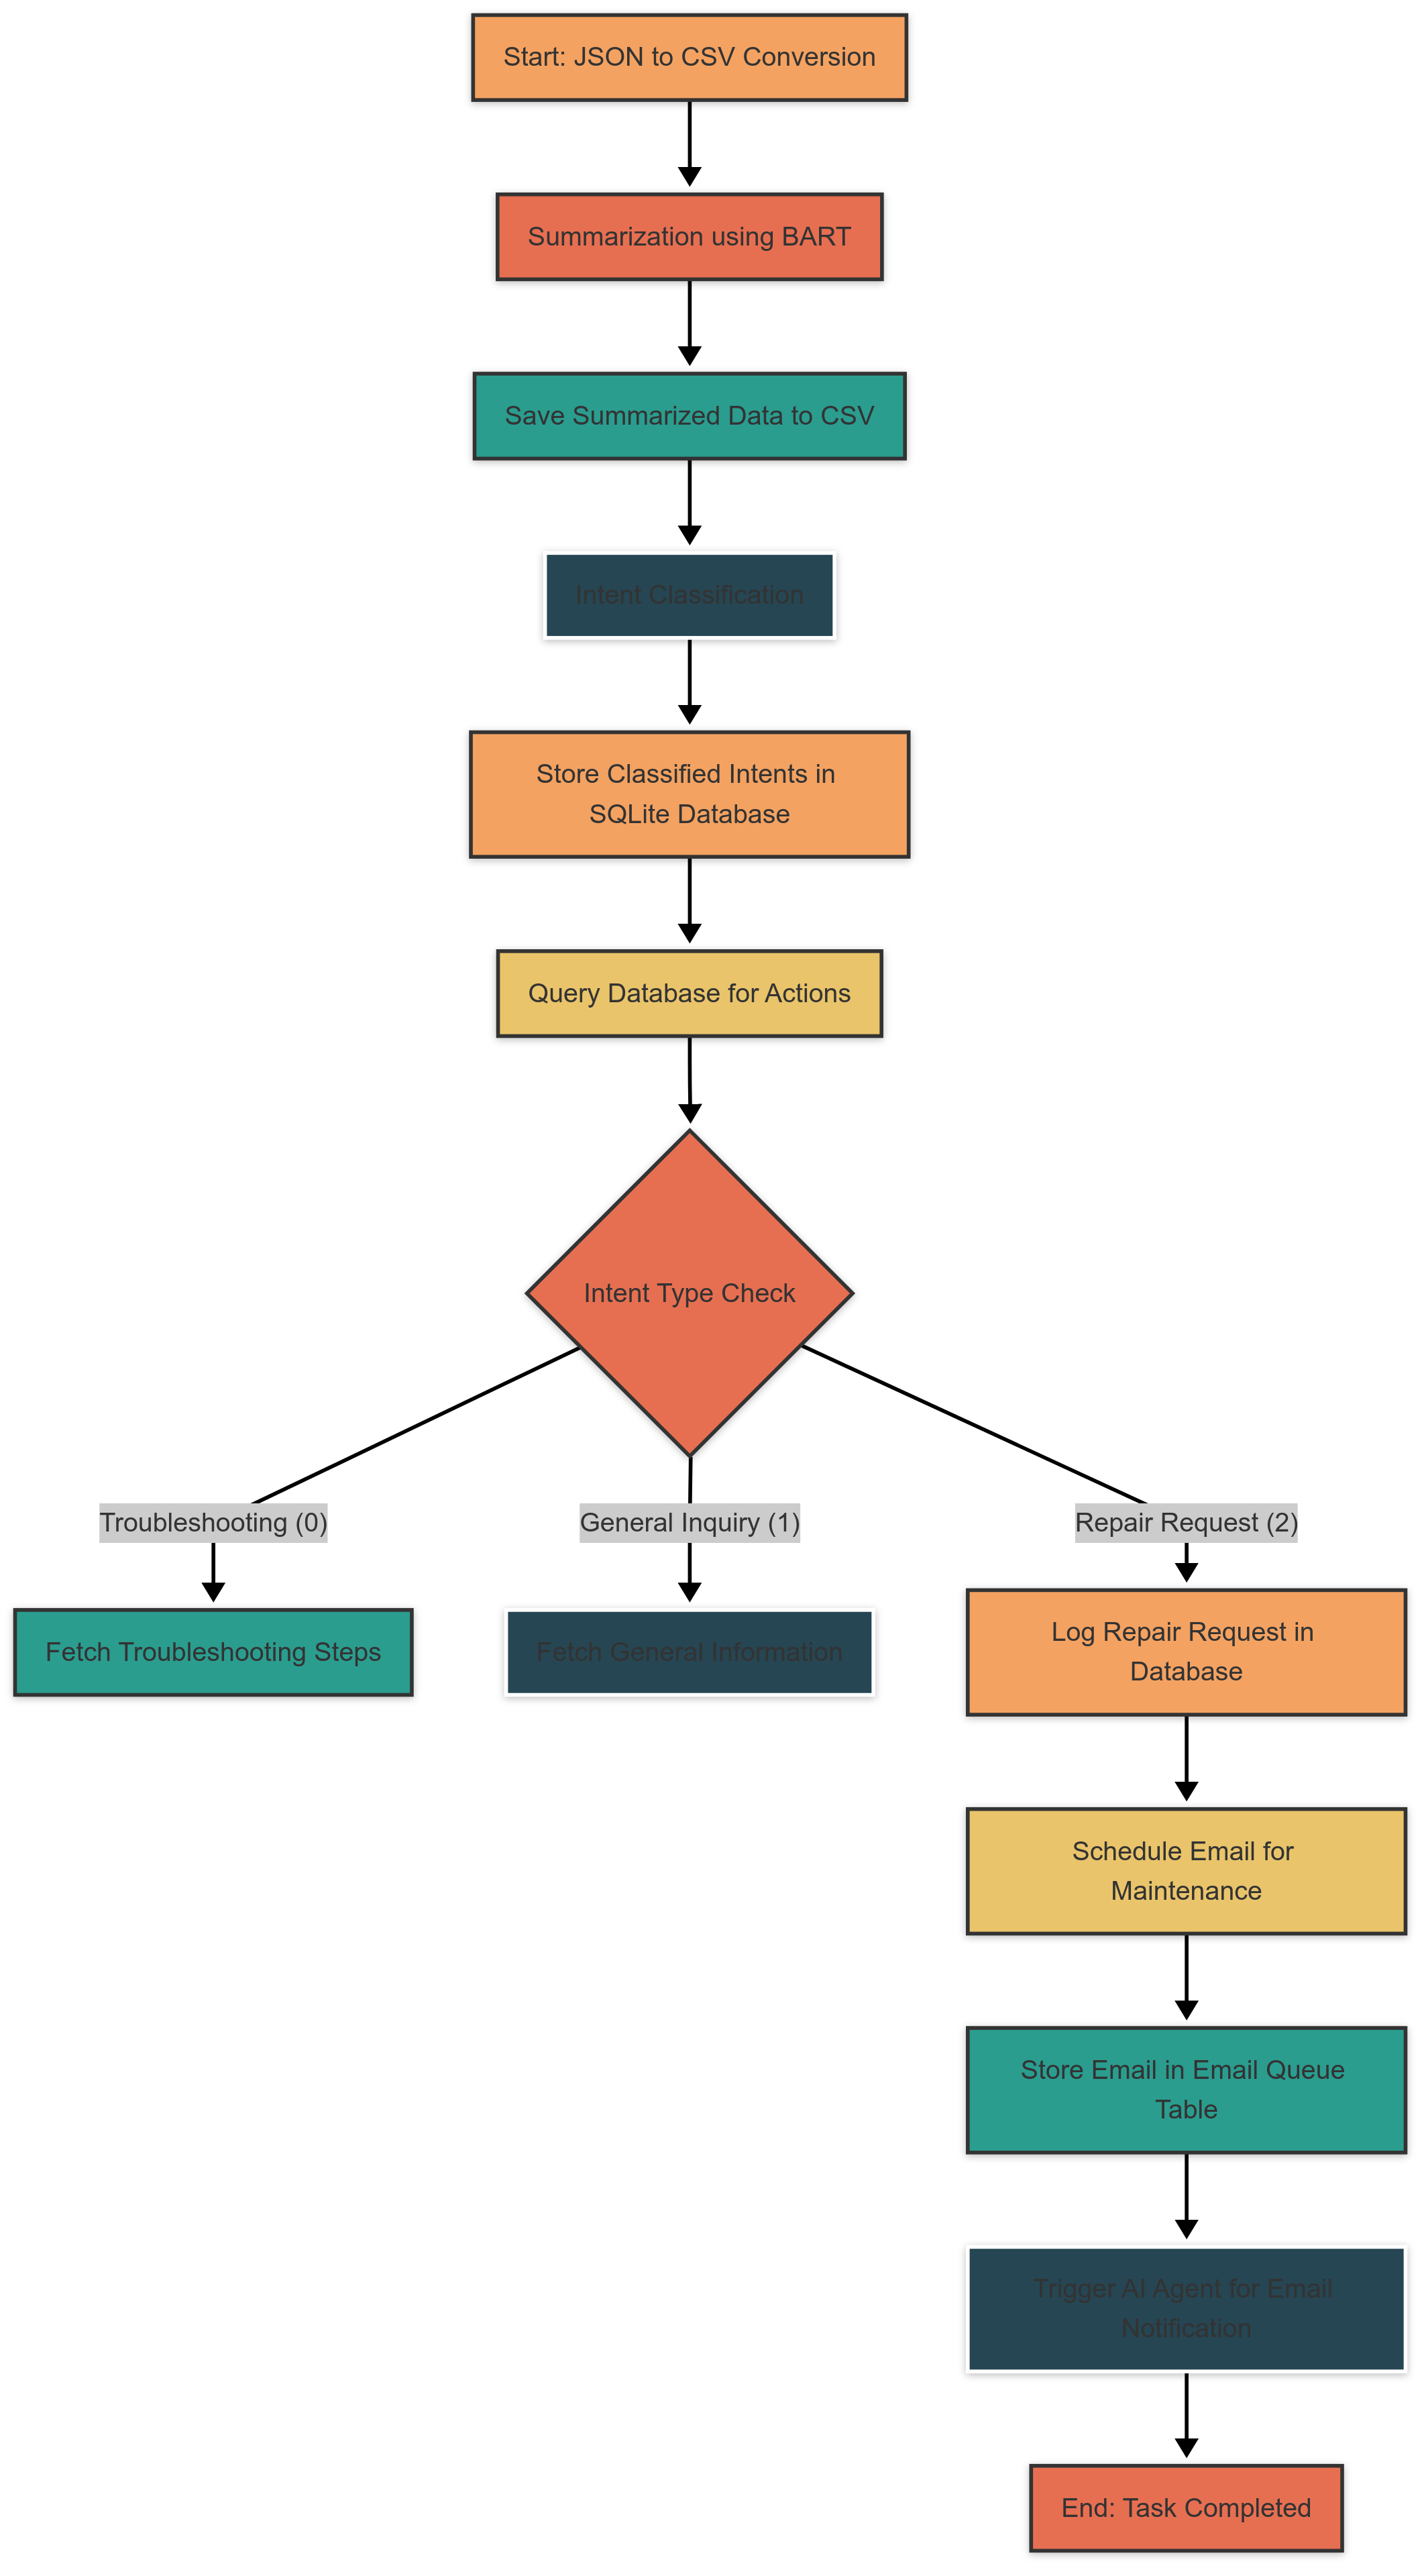 Start: JSON to CSV Conversion
Summarization using BART
Save Summarized Data to CSV
Intent Classification
Store Classified Intents in
SQLite Database
Query Database for Actions
Intent Type Check
Troubleshooting (0)
General Inquiry (1)
Repair Request (2)
Fetch Troubleshooting Steps
Fetch General Information
Log Repair Request in
Database
Schedule Email for
Maintenance
Store Email in Email Queue
Table
Trigger AI Agent for Email
Notification
End: Task Completed